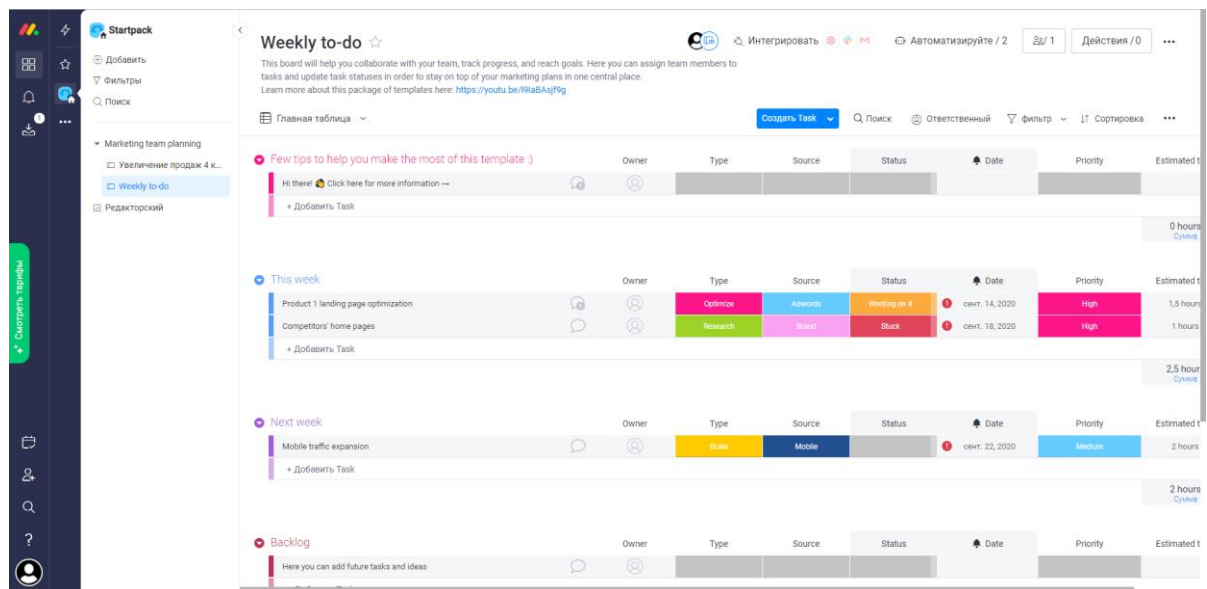 Startpack
Добавить
Фильтры
Поиск
Marketing team planning
Увеличение продаж 4 к...
Weekly to-do
Редакторский
Смотреть тарифы
1
?
Weekly to-do
Интегрировать
Автоматизируйте / 2
/ 1
Действия / 0
This board will help you collaborate with your team, track progress, and reach goals. Here you can assign team members to
tasks and update task statuses in order to stay on top of your marketing plans in one central place.
Learn more about this package of templates here: https://youtu.be/l9IaBAsjf9g
Главная таблица
Создать Task
Поиск
Ответственный
фильтр
Сортировка
Few tips to help you make the most of this template :) Owner Type Source Status Date Priority Estimated t
Hi there! Click here for more information →
+ Добавить Task
0 hours
Сумма
This week Owner Type Source Status Date Priority Estimated t
Product 1 landing page optimization Optimize Adwords Working on it сент. 14, 2020 High 1,5 hours
Competitors' home pages Research Brand Stuck сент. 18, 2020 High 1 hours
+ Добавить Task
2,5 hour
Сумма
Next week Owner Type Source Status Date Priority Estimated t
Mobile traffic expansion Scale Mobile сент. 22, 2020 Medium 2 hours
+ Добавить Task
2 hours
Сумма
Backlog Owner Type Source Status Date Priority Estimated t
Here you can add future tasks and ideas